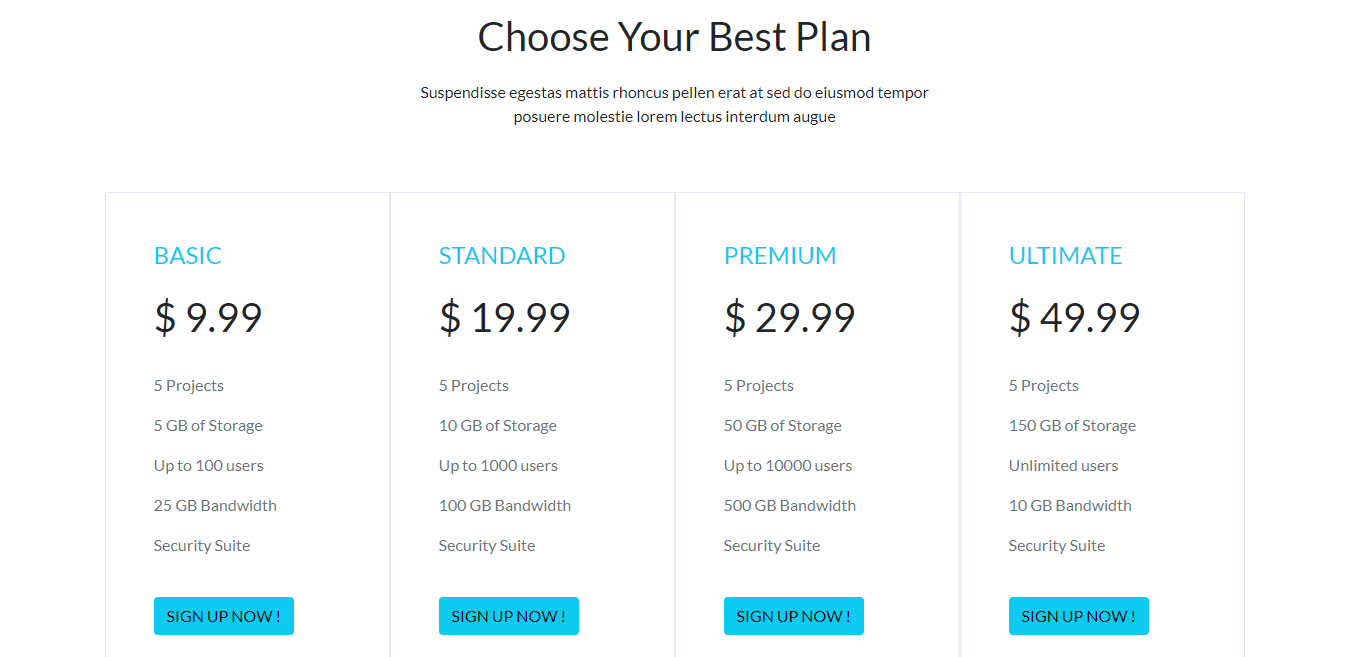 Choose Your Best Plan
Suspendisse egestas mattis rhoncus pellen erat at sed do eiusmod tempor
posuere molestie lorem lectus interdum augue
BASIC
$ 9.99
5 Projects
5 GB of Storage
Up to 100 users
25 GB Bandwidth
Security Suite
SIGN UP NOW !
STANDARD
$ 19.99
5 Projects
10 GB of Storage
Up to 1000 users
100 GB Bandwidth
Security Suite
SIGN UP NOW !
PREMIUM
$ 29.99
5 Projects
50 GB of Storage
Up to 10000 users
500 GB Bandwidth
Security Suite
SIGN UP NOW !
ULTIMATE
$ 49.99
5 Projects
150 GB of Storage
Unlimited users
10 GB Bandwidth
Security Suite
SIGN UP NOW !